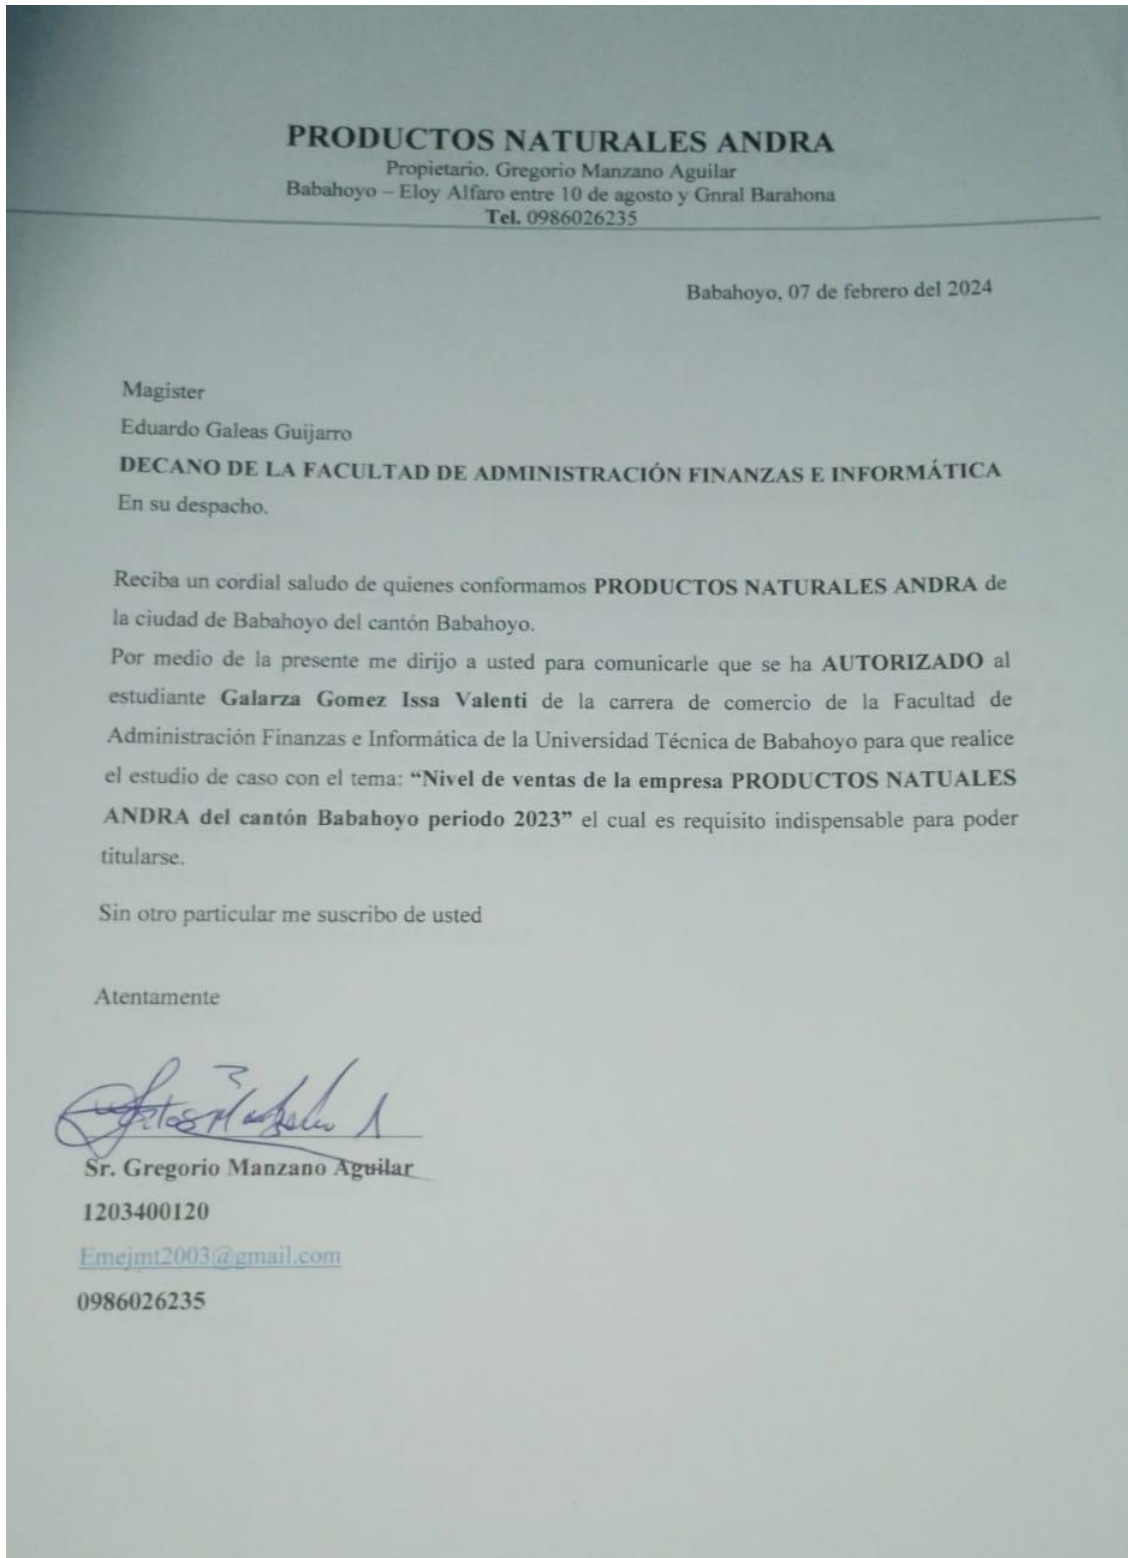 PRODUCTOS NATURALES ANDRA
Propietario. Gregorio Manzano Aguilar
Babahoyo – Eloy Alfaro entre 10 de agosto y Gnral Barahona
Tel. 0986026235
Babahoyo, 07 de febrero del 2024
Magister
Eduardo Galeas Guijarro
DECANO DE LA FACULTAD DE ADMINISTRACIÓN FINANZAS E INFORMÁTICA
En su despacho.
Reciba un cordial saludo de quienes conformamos PRODUCTOS NATURALES ANDRA de
la ciudad de Babahoyo del cantón Babahoyo.
Por medio de la presente me dirijo a usted para comunicarle que se ha AUTORIZADO al
estudiante Galarza Gomez Issa Valenti de la carrera de comercio de la Facultad de
Administración Finanzas e Informática de la Universidad Técnica de Babahoyo para que realice
el estudio de caso con el tema: “Nivel de ventas de la empresa PRODUCTOS NATUALES
ANDRA del cantón Babahoyo periodo 2023” el cual es requisito indispensable para poder
titularse.
Sin otro particular me suscribo de usted
Atentamente
Sr. Gregorio Manzano Aguilar
1203400120
Emejmt2003@gmail.com
0986026235